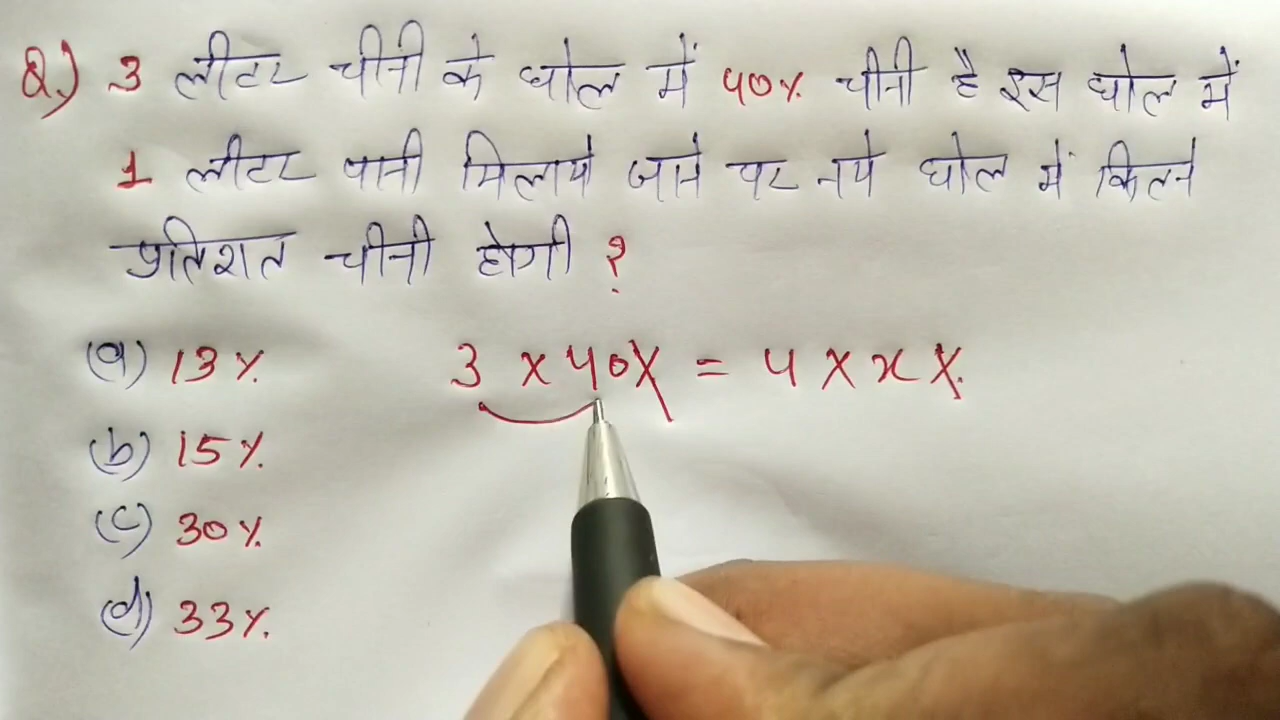 Q.) 3 लीटर चीनी के घोल में 40% चीनी है इस घोल में
1 लीटर पानी मिलाये जाने पर नये घोल में कितने
प्रतिशत चीनी होगी ?
(a) 13%
3 x 40% = 4 x x %
(b) 15%
(c) 30%
(d) 33%